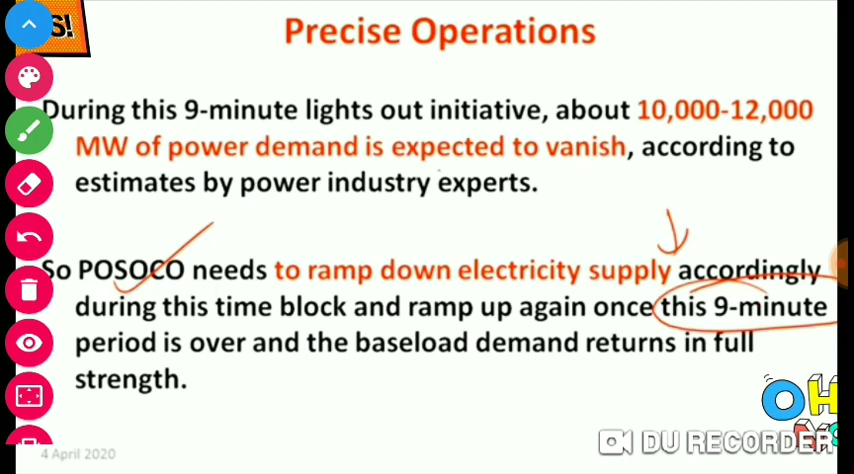 S!
Precise Operations
During this 9-minute lights out initiative, about 10,000-12,000
MW of power demand is expected to vanish, according to
estimates by power industry experts.
So POSOCO needs to ramp down electricity supply accordingly
during this time block and ramp up again once this 9-minute
period is over and the baseload demand returns in full
strength.
OH
DU RECORDER
4 April 2020